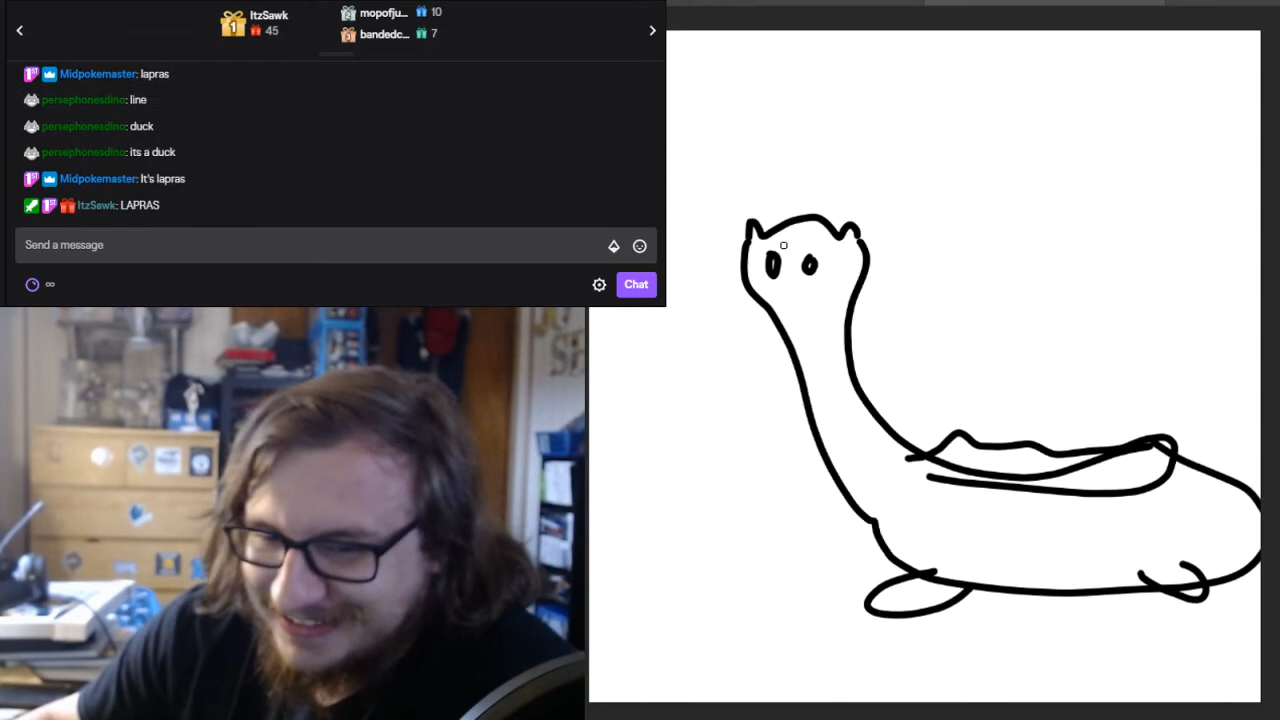 ItzSawk
45
mopofju... 10
bandedc... 7
Midpokemaster: lapras
persephonesdino: line
persephonesdino: duck
persephonesdino: its a duck
Midpokemaster: It's lapras
ItzSawk: LAPRAS
Send a message
Chat